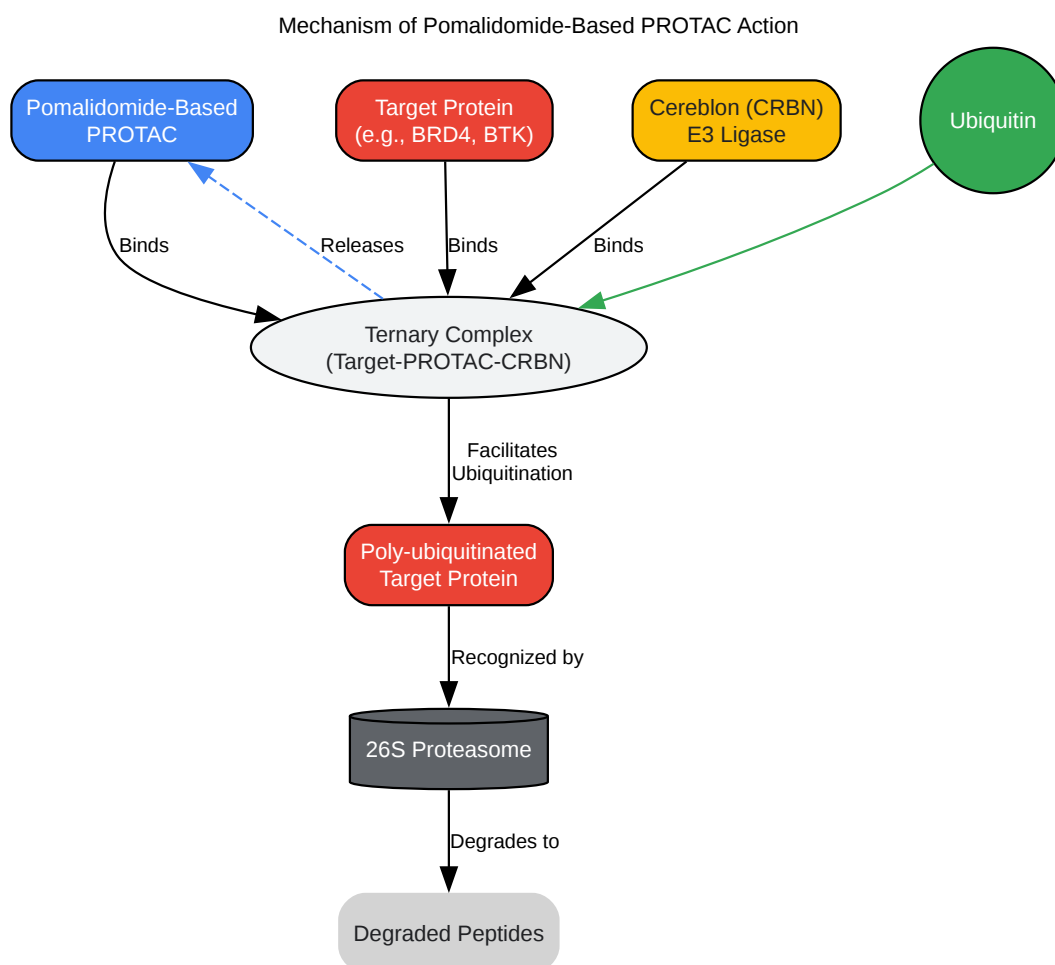 Mechanism of Pomalidomide-Based PROTAC Action
Pomalidomide-Based
PROTAC
Target Protein
(e.g., BRD4, BTK)
Cereblon (CRBN)
E3 Ligase
Ubiquitin
Binds
Releases
Binds
Binds
Ternary Complex
(Target-PROTAC-CRBN)
Facilitates
Ubiquitination
Poly-ubiquitinated
Target Protein
Recognized by
26S Proteasome
Degrades to
Degraded Peptides